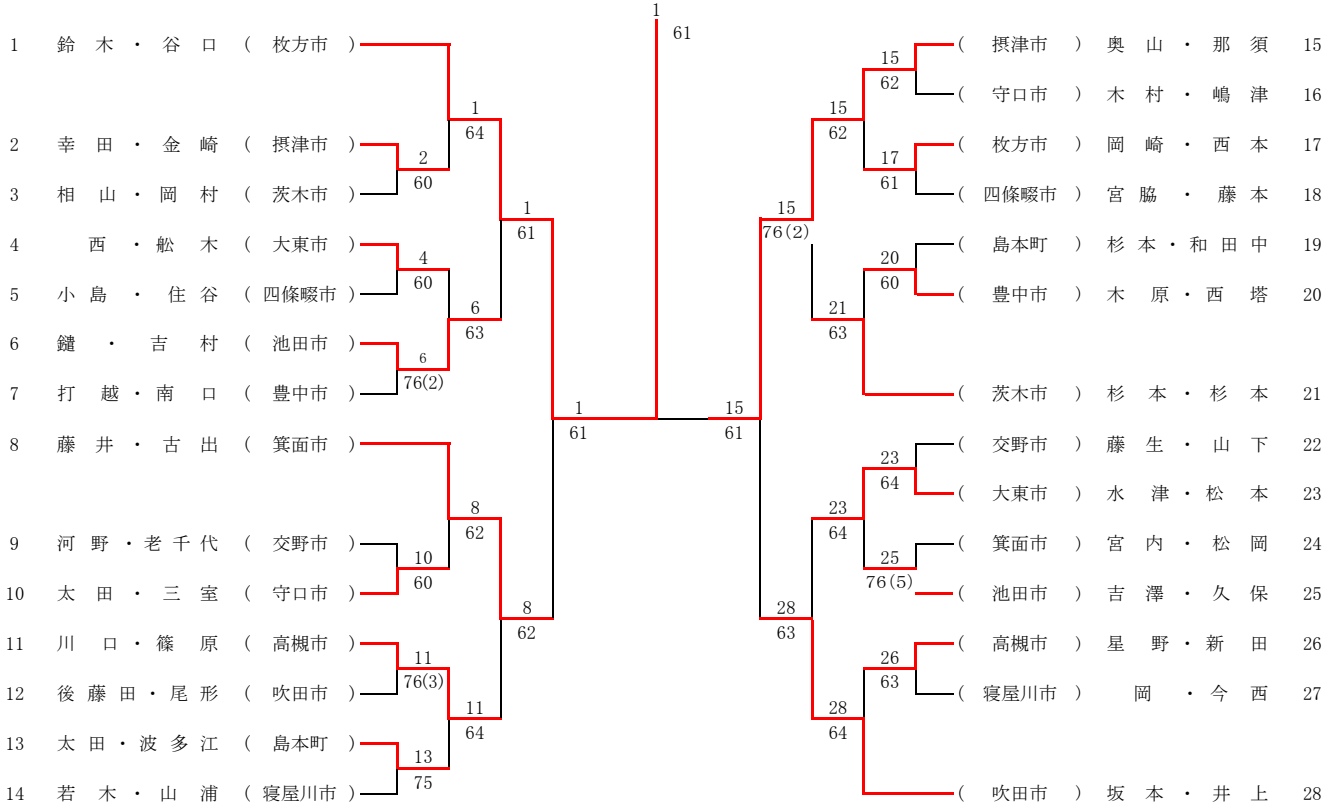 1
61
1 鈴木・谷口 ( 枚方市 )
( 摂津市 ) 奥山・那須 15
15
62
( 守口市 ) 木村・嶋津 16
1
64
15
62
2 幸田・金崎 ( 摂津市 )
( 枚方市 ) 岡崎・西本 17
2
60
17
61
3 相山・岡村 ( 茨木市 )
( 四條畷市 ) 宮脇・藤本 18
1
61
15
76(2)
4 西・舩木 ( 大東市 )
( 島本町 ) 杉本・和田中 19
4
60
20
60
5 小島・住谷 ( 四條畷市 )
( 豊中市 ) 木原・西塔 20
6
63
21
63
6 鑓・吉村 ( 池田市 )
6
76(2)
7 打越・南口 ( 豊中市 )
( 茨木市 ) 杉本・杉本 21
1
61
15
61
8 藤井・古出 ( 箕面市 )
( 交野市 ) 藤生・山下 22
23
64
( 大東市 ) 水津・松本 23
8
62
23
64
9 河野・老千代 ( 交野市 )
( 箕面市 ) 宮内・松岡 24
10
60
25
76(5)
10 太田・三室 ( 守口市 )
( 池田市 ) 吉澤・久保 25
8
62
28
63
11 川口・篠原 ( 高槻市 )
( 高槻市 ) 星野・新田 26
11
76(3)
26
63
12 後藤田・尾形 ( 吹田市 )
( 寝屋川市 ) 岡・今西 27
11
64
28
64
13 太田・波多江 ( 島本町 )
13
75
14 若木・山浦 ( 寝屋川市 )
( 吹田市 ) 坂本・井上 28